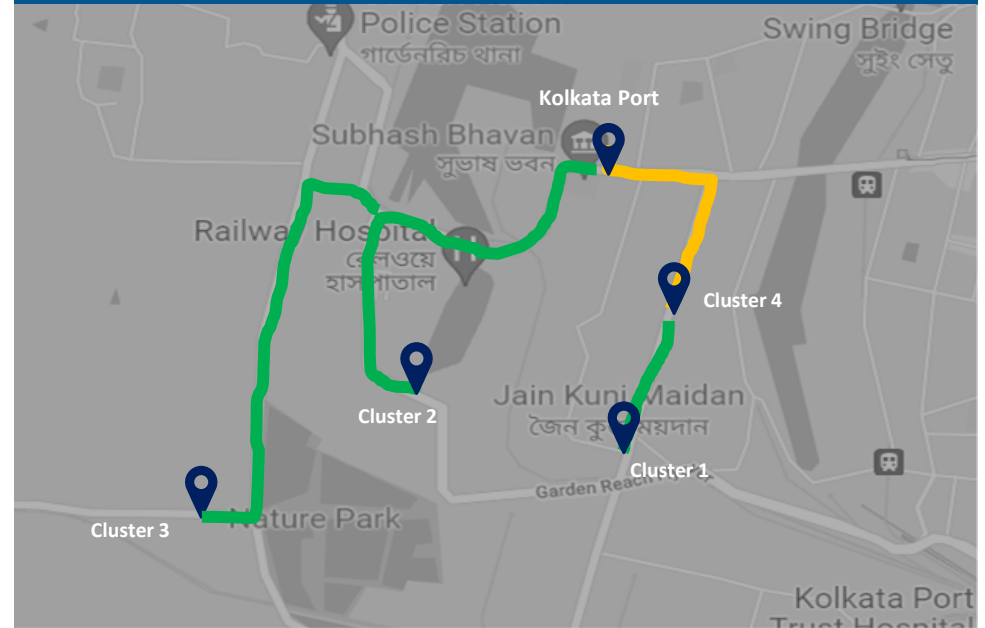 Police Station
গার্ডেনরিচ থানা
Swing Bridge
সুইং সেতু
Kolkata Port
Subhash Bhavan
সুভাষ ভবন
Railway Hospital
রেলওয়ে
হাসপাতাল
Cluster 4
Jain Kunj Maidan
জৈন কুঞ্জ ময়দান
Cluster 2
Cluster 1
Garden Reach
Nature Park
Cluster 3
Kolkata Port
Trust Hospital